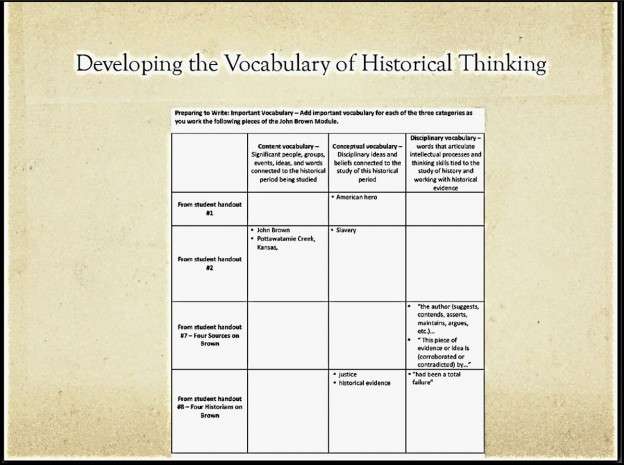 Developing the Vocabulary of Historical Thinking
Preparing to Write: Important Vocabulary – Add important vocabulary for each of the three categories as
you work the following pieces of the John Brown Module.
Content vocabulary –
Significant people, groups,
events, ideas, and words
connected to the historical
period being studied
Conceptual vocabulary –
Disciplinary ideas and
beliefs connected to the
study of this historical
period
Disciplinary vocabulary –
words that articulate
intellectual processes and
thinking skills tied to the
study of history and
working with historical
evidence
From student handout
#1
• American hero
From student handout
#2
• John Brown
• Pottawatamie Creek,
Kansas,
• Slavery
From student handout
#7 – Four Sources on
Brown
• "the author (suggests,
contends, asserts,
maintains, argues,
etc.)...
• " This piece of
evidence or idea is
(corroborated or
contradicted) by..."
From student handout
#8 – Four Historians on
Brown
• justice
• historical evidence
• "had been a total
failure"